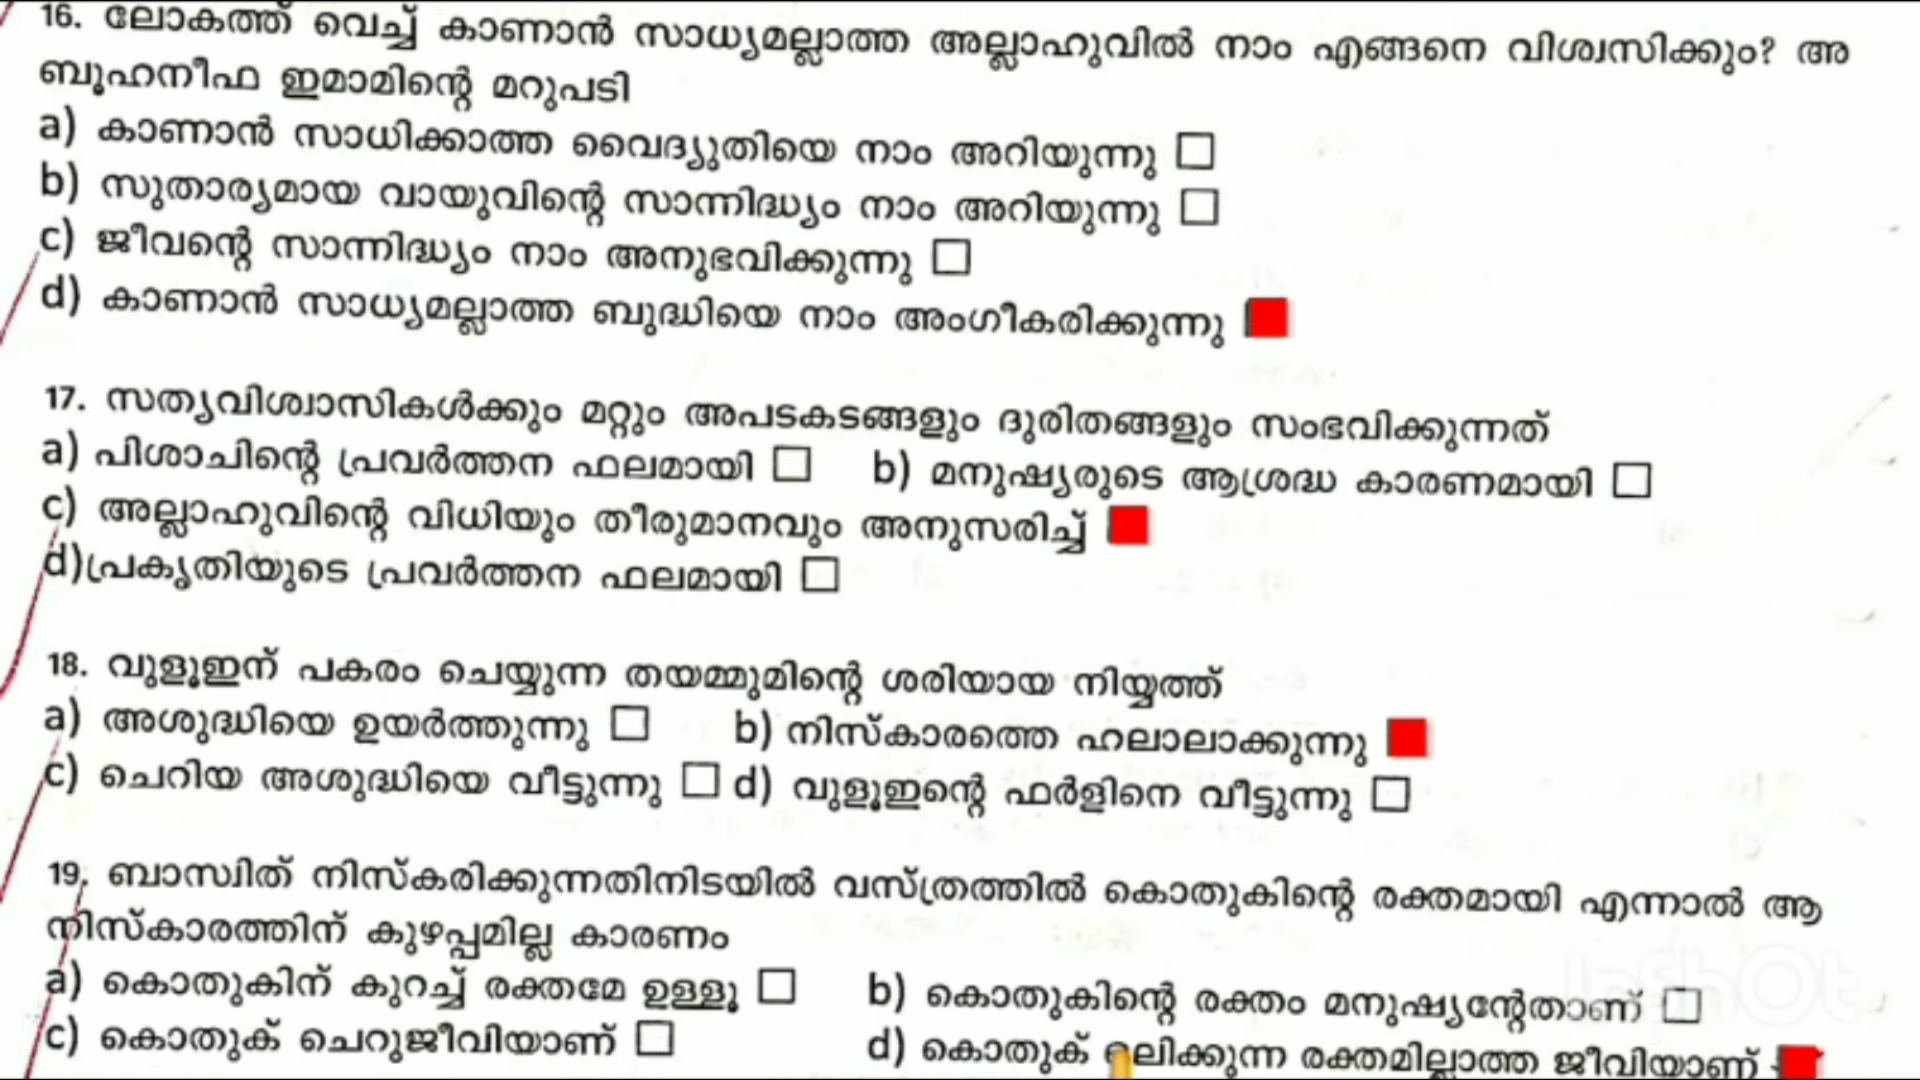 16. ലോകത്ത് വെച്ച് കാണാൻ സാധ്യമല്ലാത്ത അല്ലാഹുവിൽ നാം എങ്ങനെ വിശ്വസിക്കും? അ
ബൂഹനീഫ ഇമാമിന്റെ മറുപടി
a) കാണാൻ സാധിക്കാത്ത വൈദ്യുതിയെ നാം അറിയുന്നു
b) സുതാര്യമായ വായുവിന്റെ സാന്നിദ്ധ്യം നാം അറിയുന്നു
c) ജീവന്റെ സാന്നിദ്ധ്യം നാം അനുഭവിക്കുന്നു
d) കാണാൻ സാധ്യമല്ലാത്ത ബുദ്ധിയെ നാം അംഗീകരിക്കുന്നു
17. സത്യവിശ്വാസികൾക്കും മറ്റും അപടകടങ്ങളും ദുരിതങ്ങളും സംഭവിക്കുന്നത്
a) പിശാചിന്റെ പ്രവർത്തന ഫലമായി b) മനുഷ്യരുടെ ആശ്രദ്ധ കാരണമായി
c) അല്ലാഹുവിന്റെ വിധിയും തീരുമാനവും അനുസരിച്ച്
d)പ്രകൃതിയുടെ പ്രവർത്തന ഫലമായി
18. വുളൂഇന് പകരം ചെയ്യുന്ന തയമ്മുമിന്റെ ശരിയായ നിയ്യത്ത്
a) അശുദ്ധിയെ ഉയർത്തുന്നു b) നിസ്കാരത്തെ ഹലാലാക്കുന്നു
c) ചെറിയ അശുദ്ധിയെ വീട്ടുന്നു d) വുളൂഇന്റെ ഫർളിനെ വീട്ടുന്നു
19. ബാസ്വിത് നിസ്കരിക്കുന്നതിനിടയിൽ വസ്ത്രത്തിൽ കൊതുകിന്റെ രക്തമായി എന്നാൽ ആ
നിസ്കാരത്തിന് കുഴപ്പമില്ല കാരണം
a) കൊതുകിന് കുറച്ച് രക്തമേ ഉള്ളൂ b) കൊതുകിന്റെ രക്തം മനുഷ്യന്റേതാണ്
c) കൊതുക് ചെറുജീവിയാണ് d) കൊതുക് ഒലിക്കുന്ന രക്തമില്ലാത്ത ജീവിയാണ്
InShOt